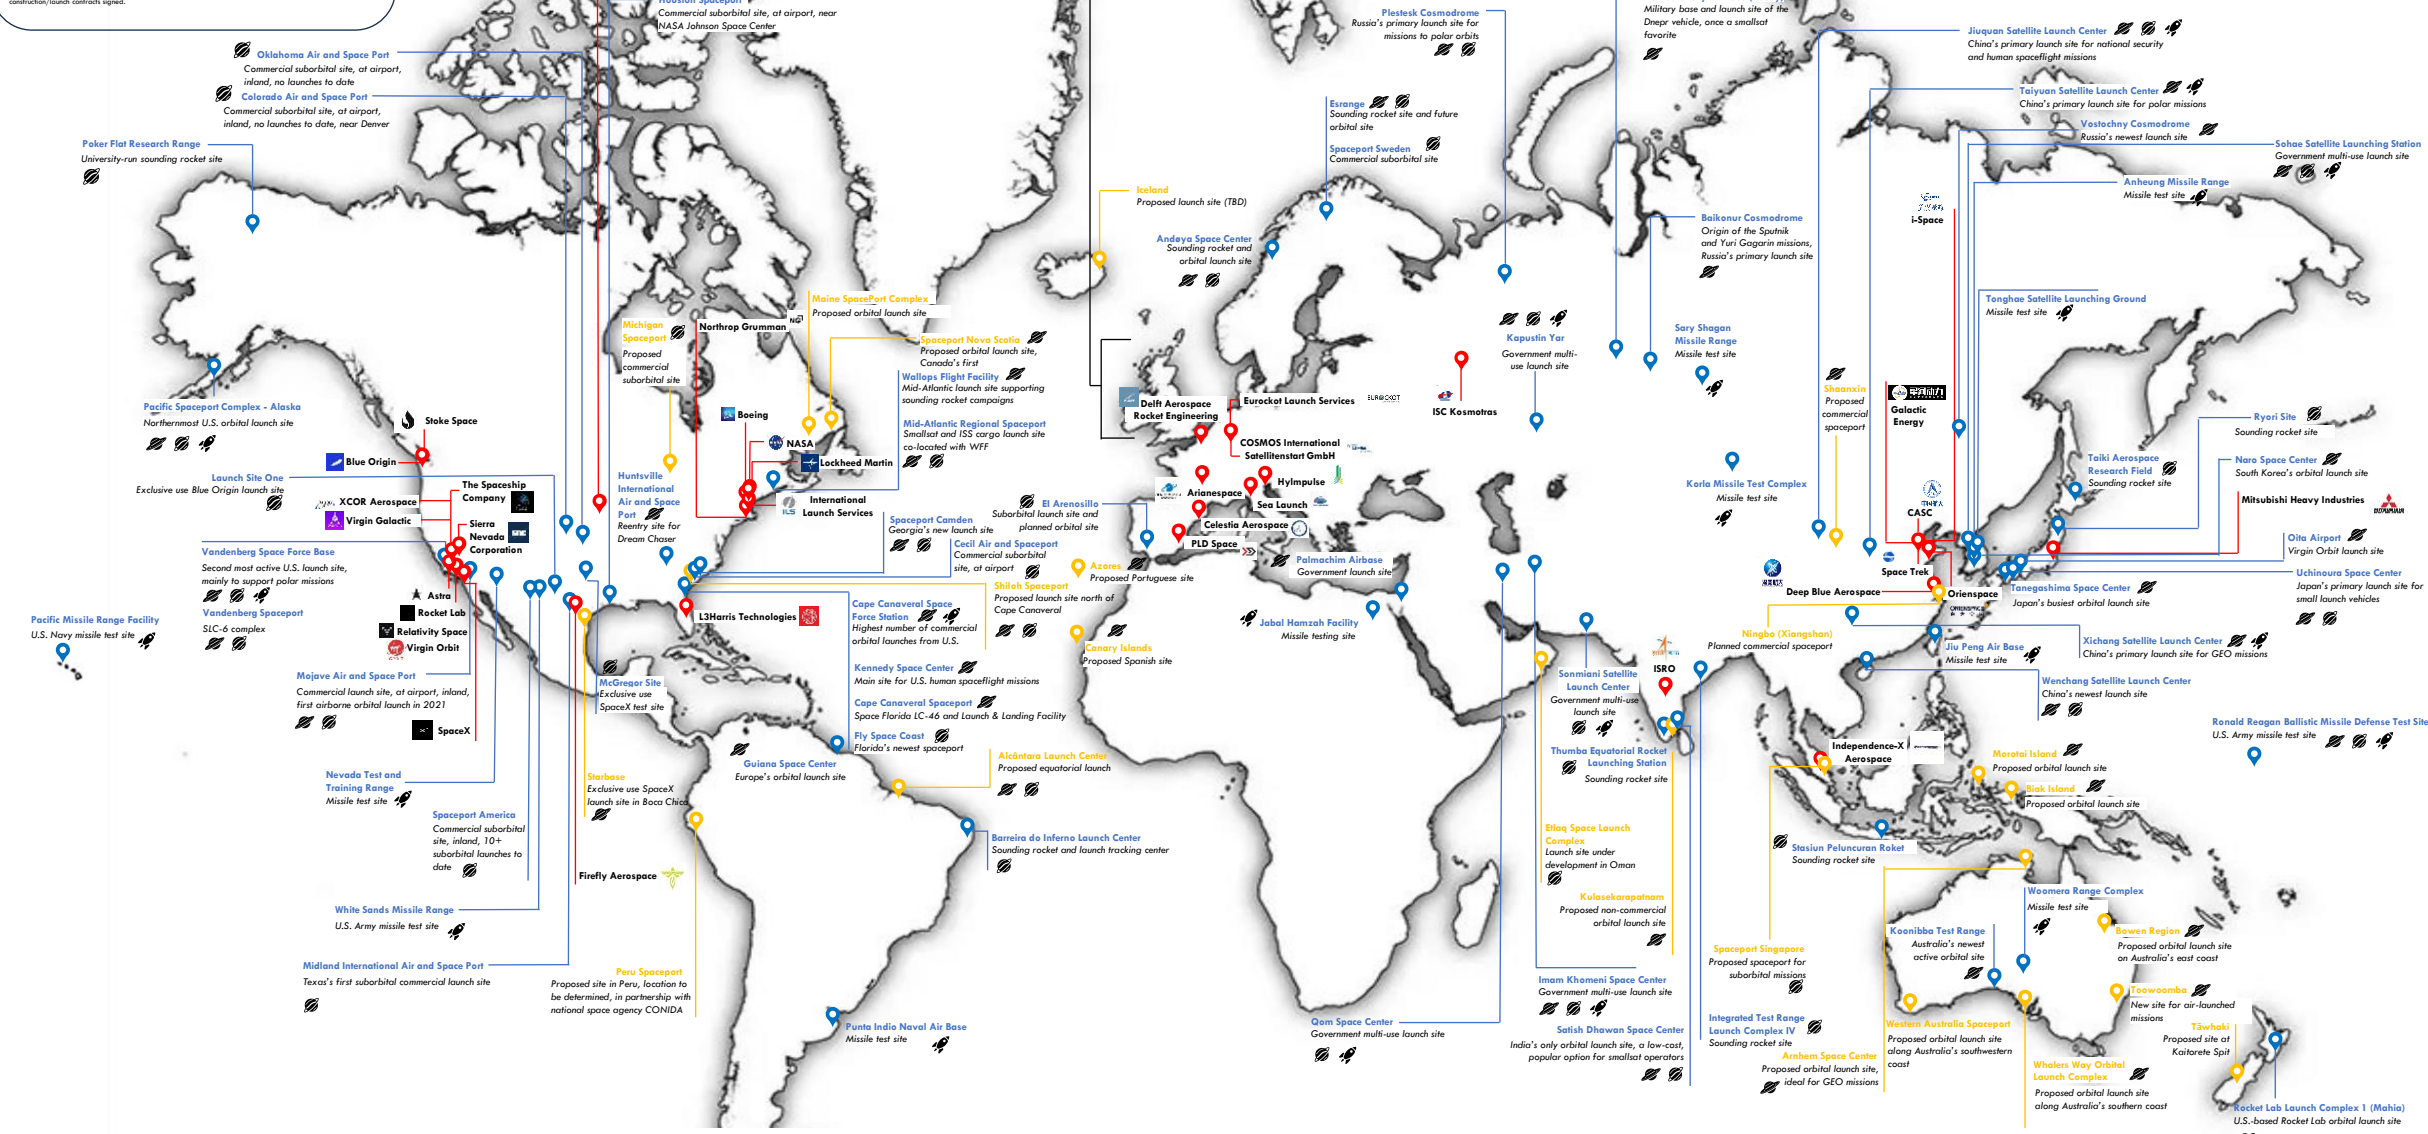 construction/launch contracts signed.
Oklahoma Air and Space Port
Commercial suborbital site, at airport,
inland, no launches to date
Colorado Air and Space Port
Commercial suborbital site, at airport,
inland, no launches to date, near Denver
Poker Flat Research Range
University-run sounding rocket site
Houston Spaceport
Commercial suborbital site, at airport, near
NASA Johnson Space Center
Plestesk Cosmodrome
Russia's primary launch site for
missions to polar orbits
Military base and launch site of the
Dnepr vehicle, once a smallsat
favorite
Jiuquan Satellite Launch Center
China's primary launch site for national security
and human spaceflight missions
Taiyuan Satellite Launch Center
China's primary launch site for polar missions
Vostochny Cosmodrome
Russia's newest launch site
Sohae Satellite Launching Station
Government multi-use launch site
Anheung Missile Range
Missile test site
Esrange
Sounding rocket site and future
orbital site
Spaceport Sweden
Commercial suborbital site
Iceland
Proposed launch site (TBD)
Andøya Space Center
Sounding rocket and
orbital launch site
Baikonur Cosmodrome
Origin of the Sputnik
and Yuri Gagarin missions,
Russia's primary launch site
i-Space
Tonghae Satellite Launching Ground
Missile test site
Maine SpacePort Complex
Proposed orbital launch site
Michigan
Spaceport
Proposed
commercial
suborbital site
Northrop Grumman
Spaceport Nova Scotia
Proposed orbital launch site,
Canada's first
Wallops Flight Facility
Mid-Atlantic launch site supporting
sounding rocket campaigns
Mid-Atlantic Regional Spaceport
Smallsat and ISS cargo launch site
co-located with WFF
Kapustin Yar
Government multi-
use launch site
Sary Shagan
Missile Range
Missile test site
Pacific Spaceport Complex - Alaska
Northernmost U.S. orbital launch site
Stoke Space
Blue Origin
Launch Site One
Exclusive use Blue Origin launch site
XCOR Aerospace
The Spaceship
Company
Virgin Galactic
Sierra
Nevada
Corporation
Boeing
NASA
Lockheed Martin
International
Launch Services
ILS
Huntsville
International
Air and Space
Port
Reentry site for
Dream Chaser
Delft Aerospace
Rocket Engineering
Eurockot Launch Services
EUROCKOT
ISC Kosmotras
COSMOS International
Satellitenstart GmbH
HyImpulse
Arianespace
Sea Launch
Celestia Aerospace
PLD Space
El Arenosillo
Suborbital launch site and
planned orbital site
Shaanxin
Proposed
commercial
spaceport
Galactic
Energy
CASC
Space Trek
Deep Blue Aerospace
Orienspace
ORIENSPACE
Ryori Site
Sounding rocket site
Taiki Aerospace
Research Field
Sounding rocket site
Naro Space Center
South Korea's orbital launch site
Mitsubishi Heavy Industries
Oita Airport
Virgin Orbit launch site
Uchinoura Space Center
Japan's primary launch site for
small launch vehicles
Tanegashima Space Center
Japan's busiest orbital launch site
Korla Missile Test Complex
Missile test site
Vandenberg Space Force Base
Second most active U.S. launch site,
mainly to support polar missions
Vandenberg Spaceport
SLC-6 complex
Spaceport Camden
Georgia's new launch site
Cecil Air and Spaceport
Commercial suborbital
site, at airport
Shiloh Spaceport
Proposed launch site north of
Cape Canaveral
Azores
Proposed Portuguese site
Palmachim Airbase
Government launch site
Jabal Hamzah Facility
Missile testing site
Canary Islands
Proposed Spanish site
Astra
Rocket Lab
Relativity Space
Virgin Orbit
L3Harris Technologies
Cape Canaveral Space
Force Station
Highest number of commercial
orbital launches from U.S.
Kennedy Space Center
Main site for U.S. human spaceflight missions
Cape Canaveral Spaceport
Space Florida LC-46 and Launch & Landing Facility
Fly Space Coast
Florida's newest spaceport
Pacific Missile Range Facility
U.S. Navy missile test site
Mojave Air and Space Port
Commercial launch site, at airport, inland,
first airborne orbital launch in 2021
SpaceX
McGregor Site
Exclusive use
SpaceX test site
Guiana Space Center
Europe's orbital launch site
Alcântara Launch Center
Proposed equatorial launch
Nevada Test and
Training Range
Missile test site
Starbase
Exclusive use SpaceX
launch site in Boca Chica
Spaceport America
Commercial suborbital
site, inland, 10+
suborbital launches to
date
Barreira do Inferno Launch Center
Sounding rocket and launch tracking center
Firefly Aerospace
White Sands Missile Range
U.S. Army missile test site
Midland International Air and Space Port
Texas's first suborbital commercial launch site
Peru Spaceport
Proposed site in Peru, location to
be determined, in partnership with
national space agency CONIDA
Punta Indio Naval Air Base
Missile test site
Ningbo (Xiangshan)
Planned commercial spaceport
Jiu Peng Air Base
Missile test site
Xichang Satellite Launch Center
China's primary launch site for GEO missions
Wenchang Satellite Launch Center
China's newest launch site
Ronald Reagan Ballistic Missile Defense Test Site
U.S. Army missile test site
ISRO
Sonmiani Satellite
Launch Center
Government multi-use
launch site
Thumba Equatorial Rocket
Launching Station
Sounding rocket site
Independence-X
Aerospace
Morotai Island
Proposed orbital launch site
Biak Island
Proposed orbital launch site
Etlaq Space Launch
Complex
Launch site under
development in Oman
Kulasekarapatnam
Proposed non-commercial
orbital launch site
Stasiun Peluncuran Roket
Sounding rocket site
Spaceport Singapore
Proposed spaceport for
suborbital missions
Woomera Range Complex
Missile test site
Koonibba Test Range
Australia's newest
active orbital site
Bowen Region
Proposed orbital launch site
on Australia's east coast
Toowoomba
New site for air-launched
missions
Imam Khomeni Space Center
Government multi-use launch site
Qom Space Center
Government multi-use launch site
Satish Dhawan Space Center
India's only orbital launch site, a low-cost,
popular option for smallsat operators
Integrated Test Range
Launch Complex IV
Sounding rocket site
Arnhem Space Center
Proposed orbital launch site,
ideal for GEO missions
Western Australia Spaceport
Proposed orbital launch site
along Australia's southwestern
coast
Whalers Way Orbital
Launch Complex
Proposed orbital launch site
along Australia's southern coast
Tāwhaki
Proposed site at
Kaitorete Spit
Rocket Lab Launch Complex 1 (Mahia)
U.S.-based Rocket Lab orbital launch site